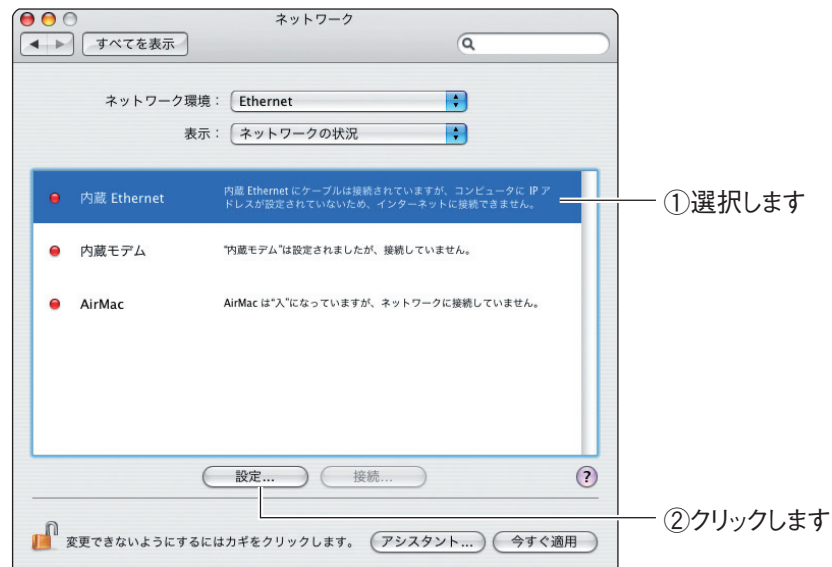 ネットワーク
すべてを表示
ネットワーク環境： Ethernet
表示： ネットワークの状況
内蔵 Ethernet
内蔵 Ethernet にケーブルは接続されていますが、コンピュータに IP ア
ドレスが設定されていないため、インターネットに接続できません。
①選択します
内蔵モデム
“内蔵モデム”は設定されましたが、接続していません。
AirMac
AirMac は“入”になっていますが、ネットワークに接続していません。
設定... 接続... ?
②クリックします
変更できないようにするにはカギをクリックします。 アシスタント... 今すぐ適用